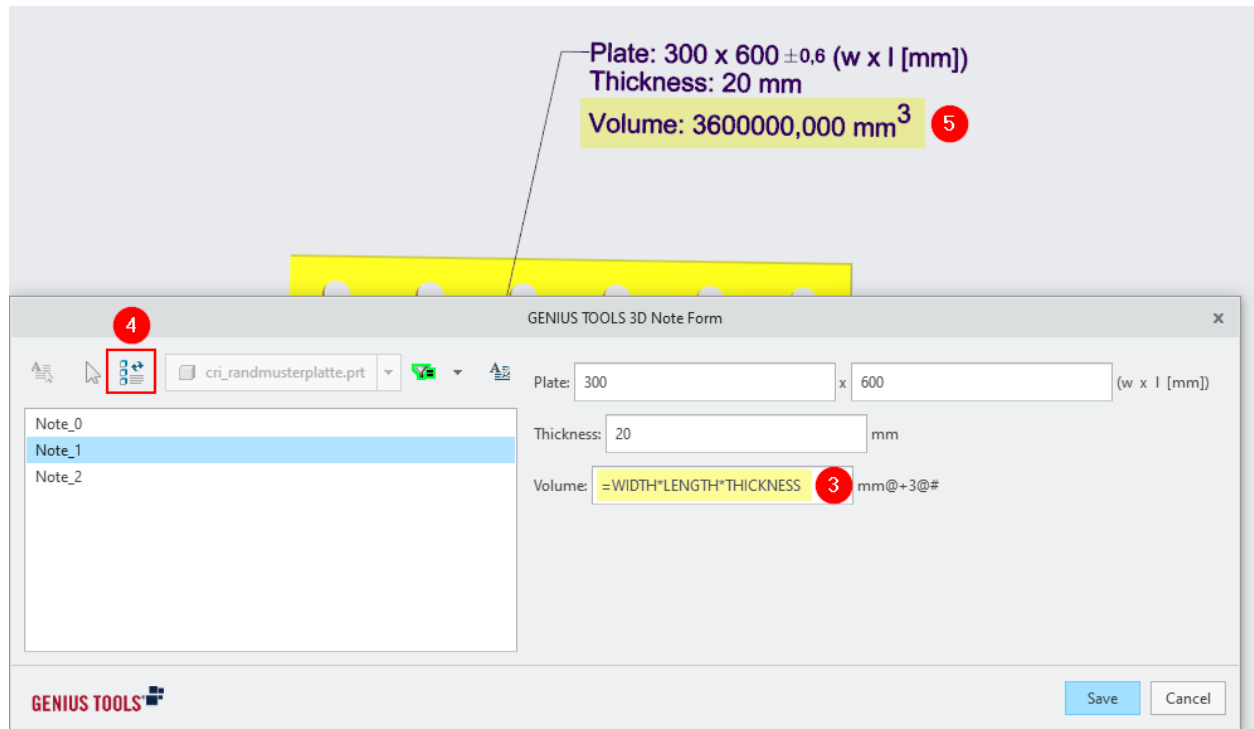 Plate: 300 x 600 ±0,6 (w x l [mm])
Thickness: 20 mm
Volume: 3600000,000 mm3 5
4
GENIUS TOOLS 3D Note Form x
cri_randmusterplatte.prt
Plate: 300 x 600 (w x l [mm])
Note_0
Note_1
Note_2
Thickness: 20 mm
Volume: =WIDTH*LENGTH*THICKNESS 3 mm@+3@#
GENIUS TOOLS
Save Cancel